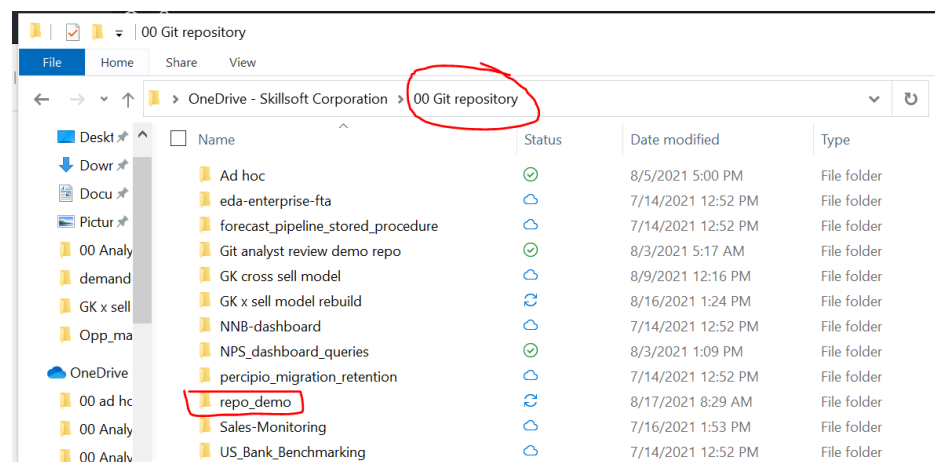 00 Git repository
File Home Share View
OneDrive - Skillsoft Corporation > 00 Git repository
Deskt
Name Status Date modified Type
Dowr
Ad hoc 8/5/2021 5:00 PM File folder
Docu
eda-enterprise-fta 7/14/2021 12:52 PM File folder
Pictur
forecast_pipeline_stored_procedure 7/14/2021 12:52 PM File folder
00 Analy
Git analyst review demo repo 8/3/2021 5:17 AM File folder
demand
GK cross sell model 8/9/2021 12:16 PM File folder
GK x sell
GK x sell model rebuild 8/16/2021 1:24 PM File folder
Opp_ma
NNB-dashboard 7/14/2021 12:52 PM File folder
NPS_dashboard_queries 8/3/2021 1:09 PM File folder
OneDrive
percipio_migration_retention 7/14/2021 12:52 PM File folder
00 ad hc
repo_demo 8/17/2021 8:29 AM File folder
00 Analy
Sales-Monitoring 7/16/2021 1:53 PM File folder
00 Analy
US_Bank_Benchmarking 7/14/2021 12:52 PM File folder